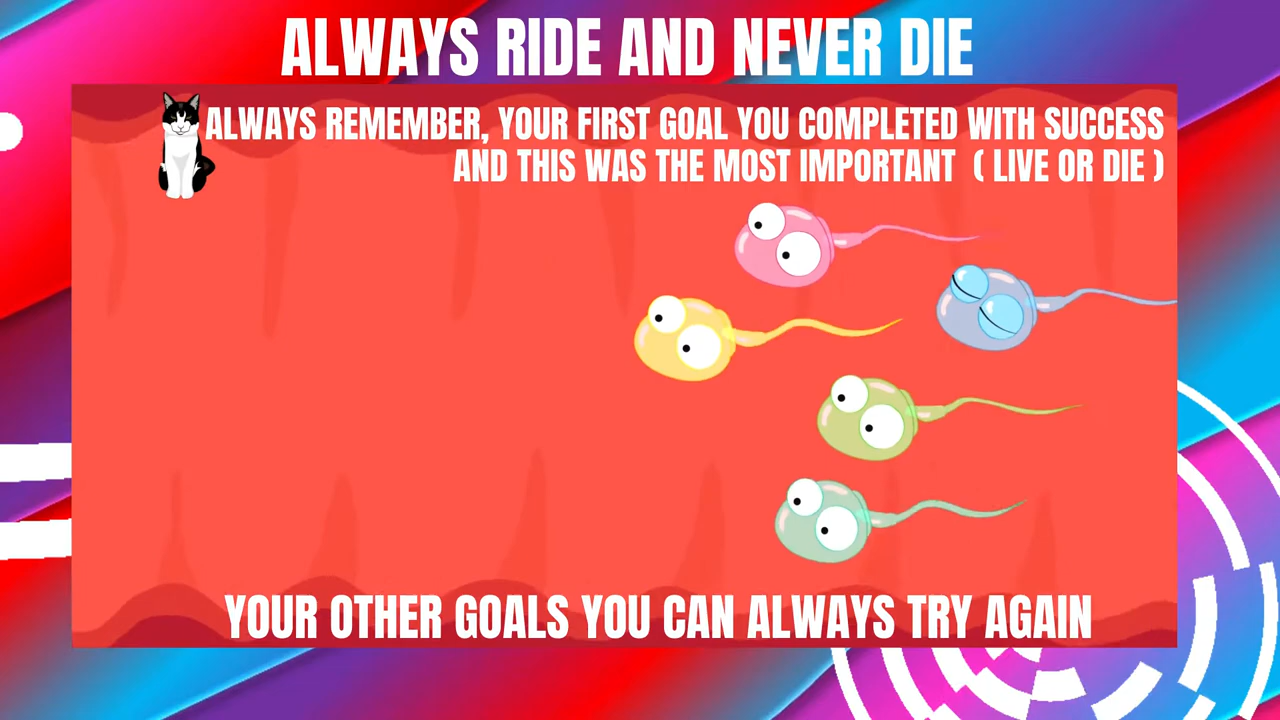 ALWAYS RIDE AND NEVER DIE
ALWAYS REMEMBER, YOUR FIRST GOAL YOU COMPLETED WITH SUCCESS
AND THIS WAS THE MOST IMPORTANT ( LIVE OR DIE )
YOUR OTHER GOALS YOU CAN ALWAYS TRY AGAIN